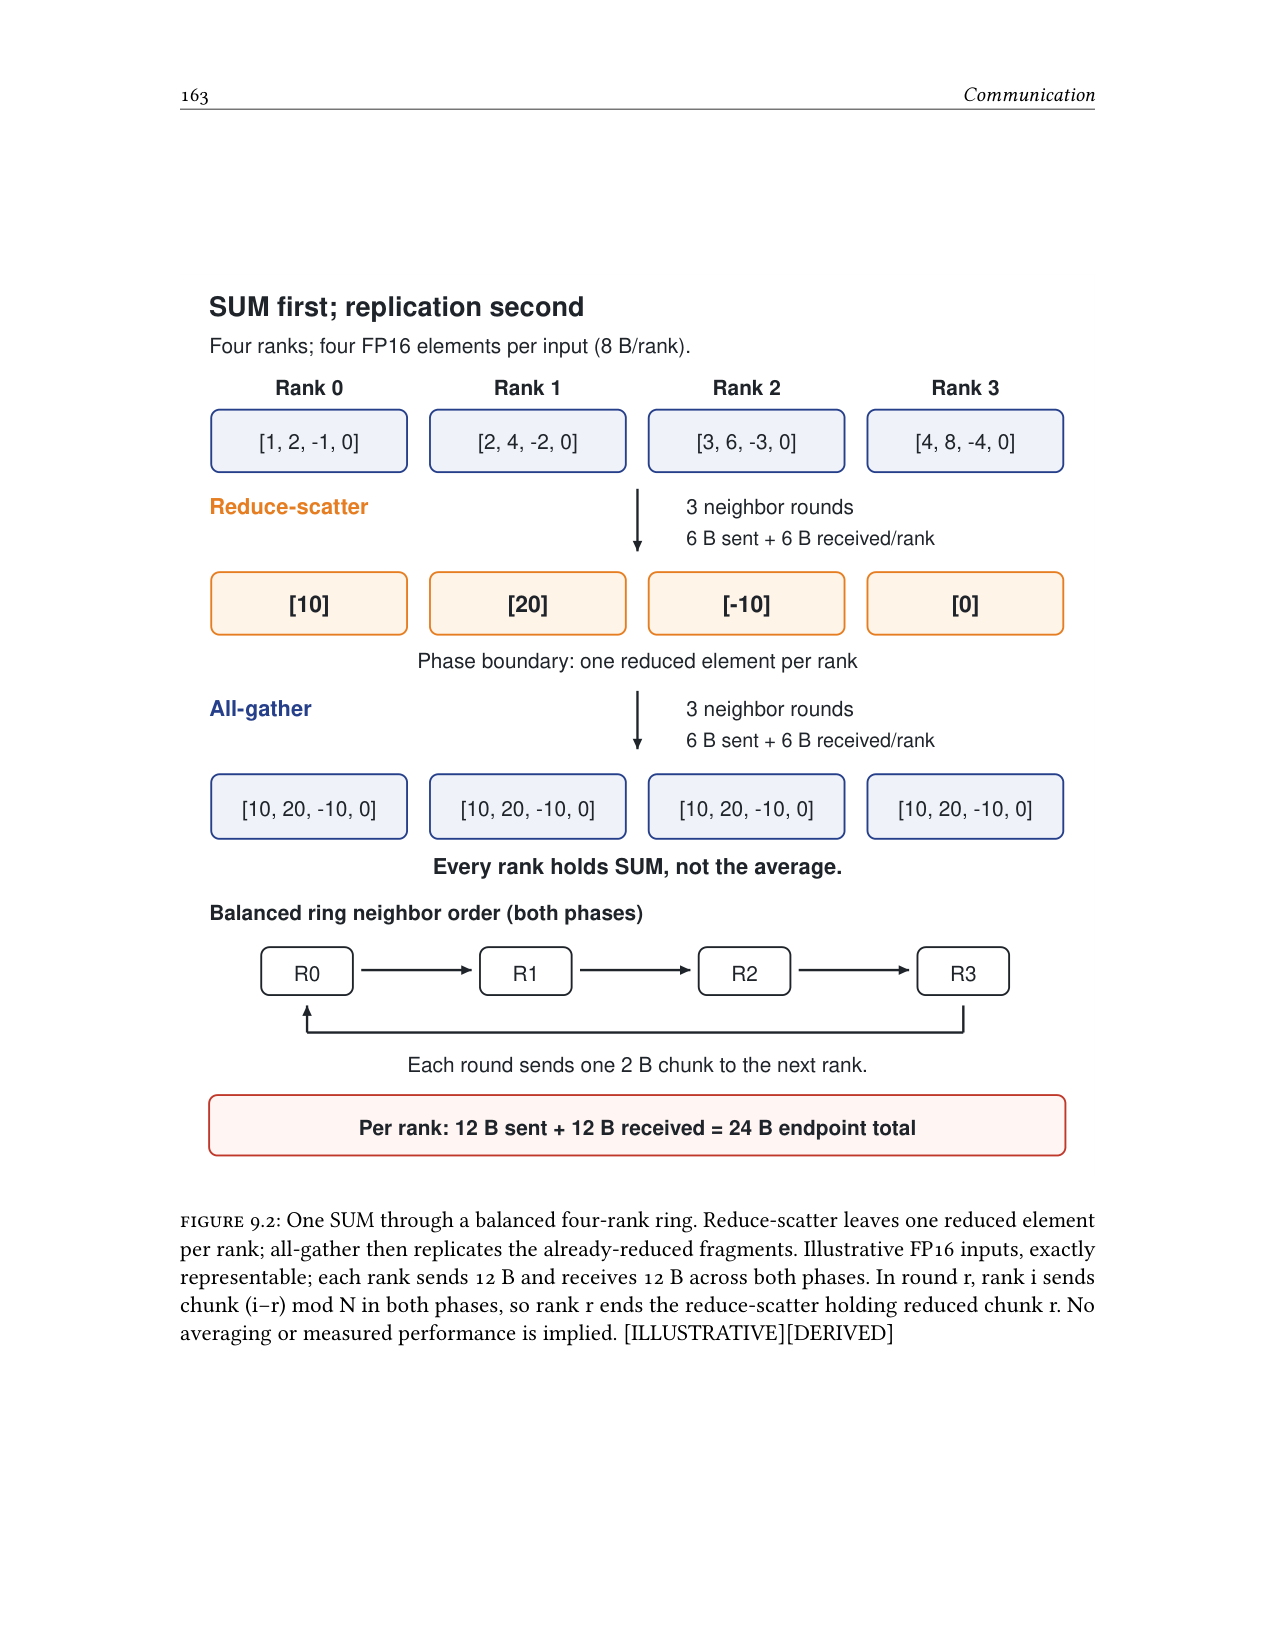 163 Communication
SUM first; replication second
Four ranks; four FP16 elements per input (8 B/rank).
Rank 0 Rank 1 Rank 2 Rank 3
[1, 2, -1, 0] [2, 4, -2, 0] [3, 6, -3, 0] [4, 8, -4, 0]
Reduce-scatter 3 neighbor rounds
6 B sent + 6 B received/rank
[10] [20] [-10] [0]
Phase boundary: one reduced element per rank
All-gather 3 neighbor rounds
6 B sent + 6 B received/rank
[10, 20, -10, 0] [10, 20, -10, 0] [10, 20, -10, 0] [10, 20, -10, 0]
Every rank holds SUM, not the average.
Balanced ring neighbor order (both phases)
R0 R1 R2 R3
Each round sends one 2 B chunk to the next rank.
Per rank: 12 B sent + 12 B received = 24 B endpoint total
FIGURE 9.2: One SUM through a balanced four-rank ring. Reduce-scatter leaves one reduced element
per rank; all-gather then replicates the already-reduced fragments. Illustrative FP16 inputs, exactly
representable; each rank sends 12 B and receives 12 B across both phases. In round r, rank i sends
chunk (i−r) mod N in both phases, so rank r ends the reduce-scatter holding reduced chunk r. No
averaging or measured performance is implied. [ILLUSTRATIVE][DERIVED]